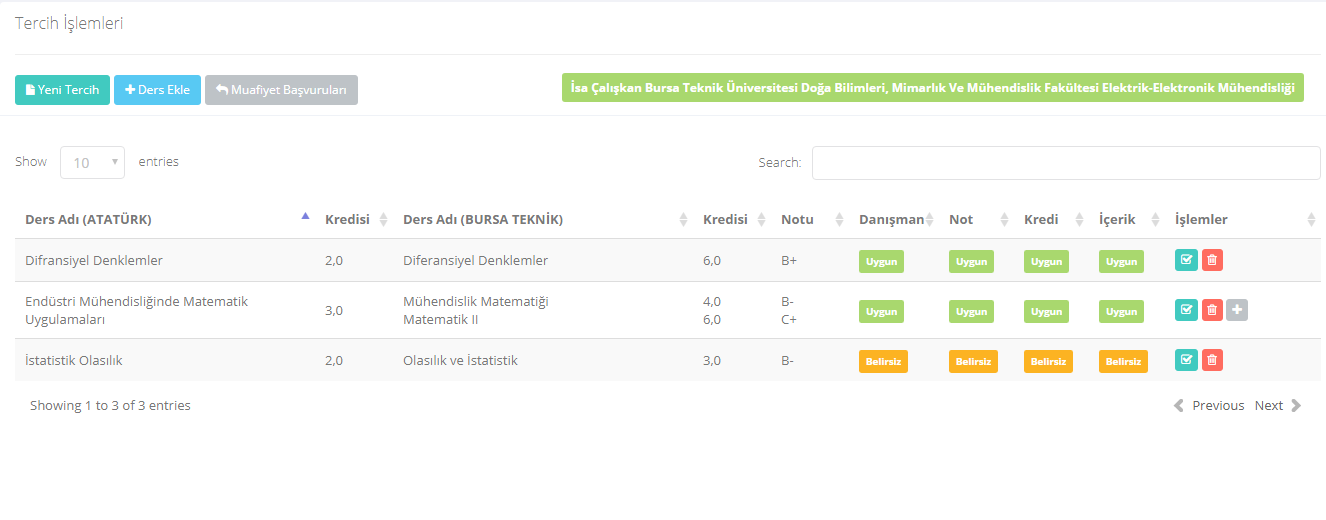 Tercih İşlemleri
Yeni Tercih Ders Ekle Muafiyet Başvuruları İsa Çalışkan Bursa Teknik Üniversitesi Doğa Bilimleri, Mimarlık Ve Mühendislik Fakültesi Elektrik-Elektronik Mühendisliği
Show 10 entries Search:
Ders Adı (ATATÜRK) Kredisi Ders Adı (BURSA TEKNİK) Kredisi Notu Danışman Not Kredi İçerik İşlemler
Difransiyel Denklemler 2,0 Diferansiyel Denklemler 6,0 B+ Uygun Uygun Uygun Uygun
Endüstri Mühendisliğinde Matematik Uygulamaları 3,0 Mühendislik Matematiği 4,0 B- Uygun Uygun Uygun Uygun
Matematik II 6,0 C+
İstatistik Olasılık 2,0 Olasılık ve İstatistik 3,0 B- Belirsiz Belirsiz Belirsiz Belirsiz
Showing 1 to 3 of 3 entries Previous Next